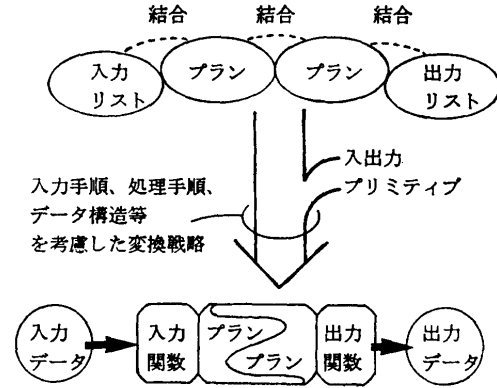 結合
結合
結合
入力
リスト
プラン
プラン
出力
リスト
入出力
プリミティブ
入力手順、処理手順、
データ構造等
を考慮した変換戦略
入力
データ
入力
関数
プラン
プラン
出力
関数
出力
データ